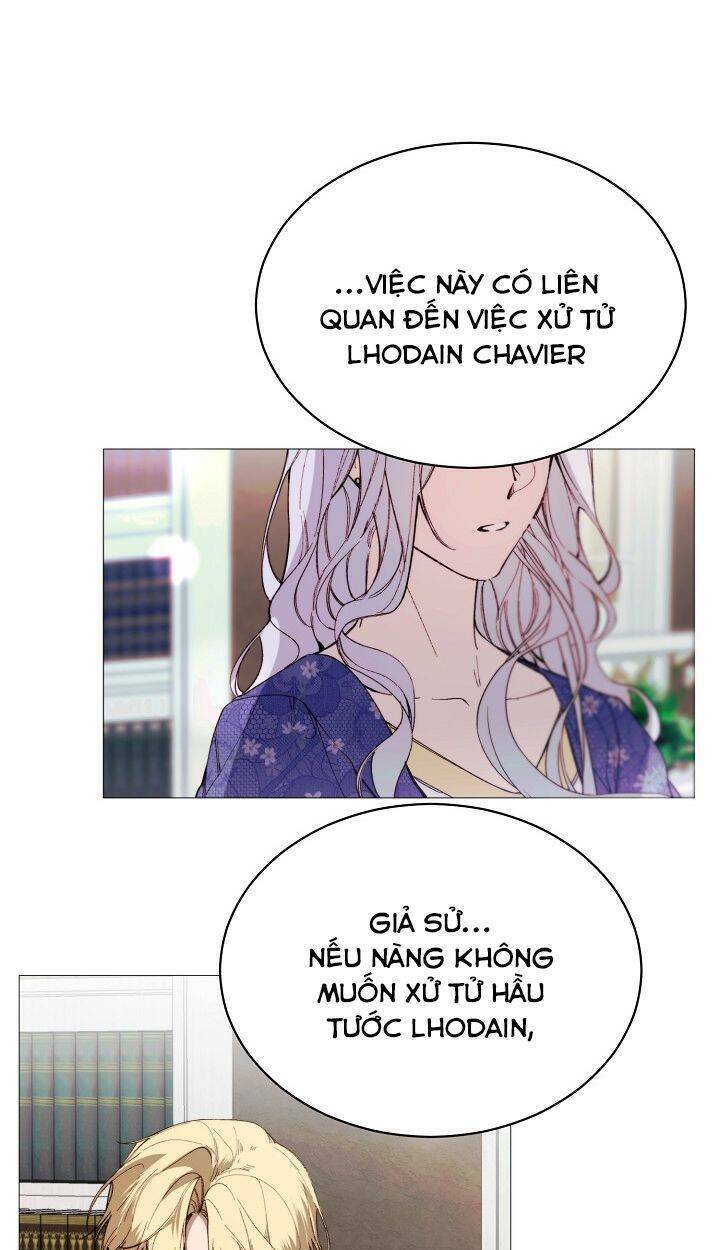 ...VIỆC NÀY CÓ LIÊN
QUAN ĐẾN VIỆC XỬ TỬ
LHODAIN CHAVIER
GIẢ SỬ...
NẾU NÀNG KHÔNG
MUỐN XỬ TỬ HẦU
TƯỚC LHODAIN,